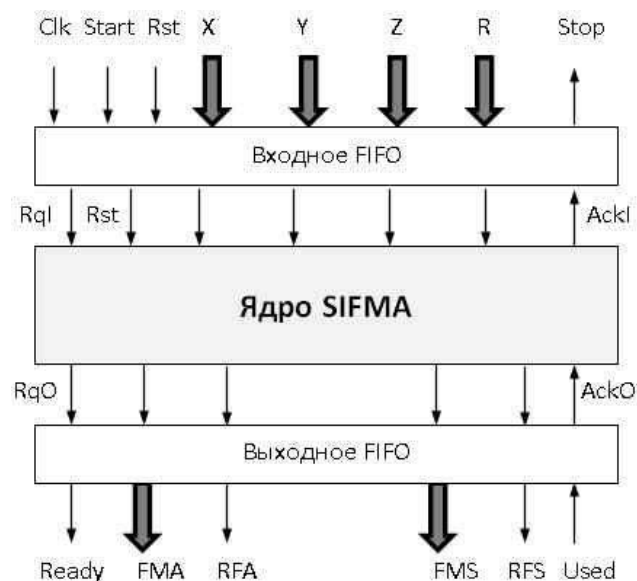 Clk Start Rst X Y Z R Stop
Входное FIFO
RqI Rst AckI
Ядро SIFMA
RqO AckO
Выходное FIFO
Ready FMA RFA FMS RFS Used